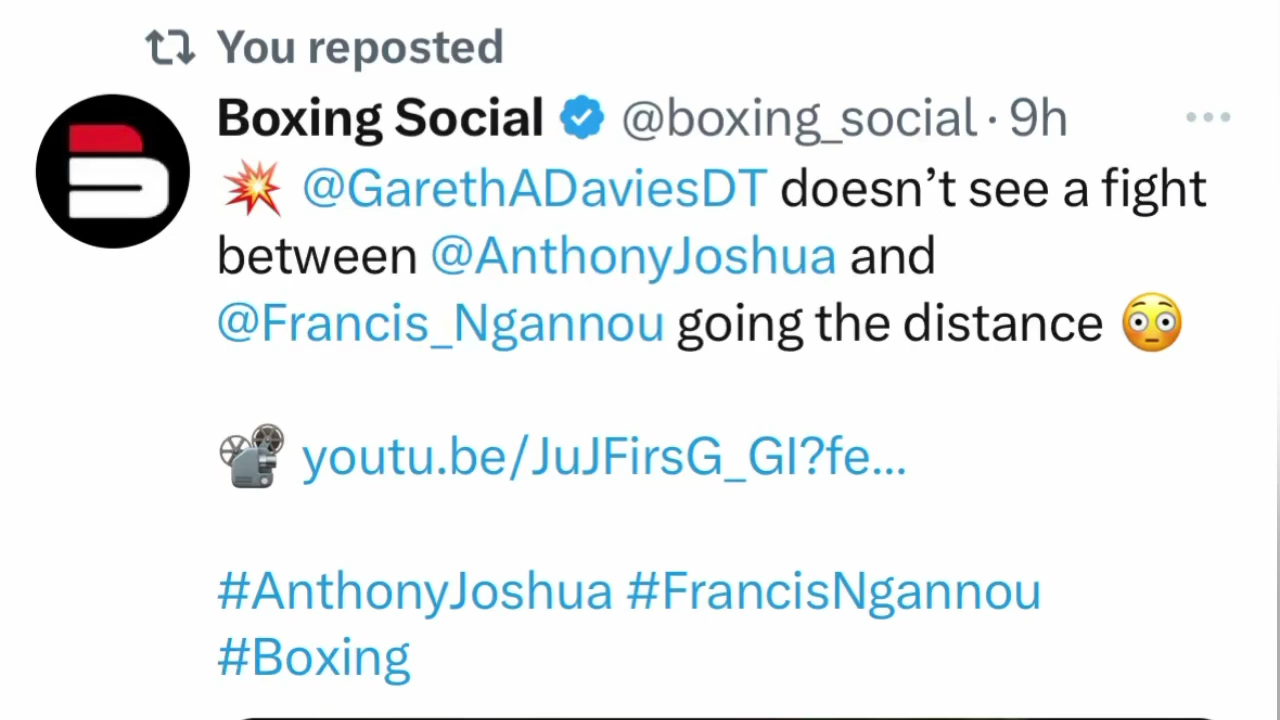 You reposted
Boxing Social @boxing_social · 9h
💥 @GarethADaviesDT doesn’t see a fight
between @AnthonyJoshua and
@Francis_Ngannou going the distance 😳
📽️ youtu.be/JuJFirsG_GI?fe...
#AnthonyJoshua #FrancisNgannou
#Boxing